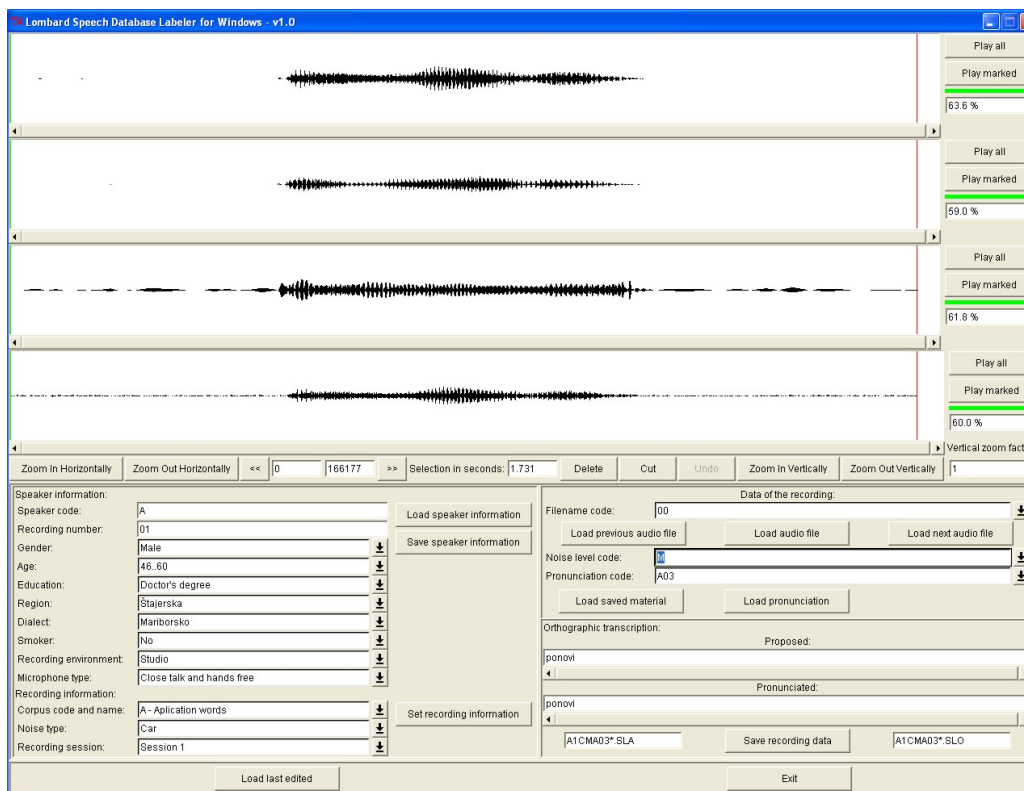 Lombard Speech Database Labeler for Windows - v1.0
Play all
Play marked
63.6 %
Play all
Play marked
59.0 %
Play all
Play marked
61.8 %
Play all
Play marked
60.0 %
Vertical zoom fact
Zoom In Horizontally Zoom Out Horizontally << 0 166177 >> Selection in seconds: 1.731 Delete Cut Undo Zoom In Vertically Zoom Out Vertically 1
Speaker information:
Speaker code: A
Load speaker information
Recording number: 01
Save speaker information
Gender: Male
Age: 46..60
Education: Doctor's degree
Region: Štajerska
Dialect: Mariborsko
Smoker: No
Recording environment: Studio
Microphone type: Close talk and hands free
Recording information:
Corpus code and name: A - Aplication words
Set recording information
Noise type: Car
Recording session: Session 1
Data of the recording:
Filename code: 00
Load previous audio file Load audio file Load next audio file
Noise level code: M
Pronunciation code: A03
Load saved material Load pronunciation
Orthographic transcription:
Proposed:
ponovi
Pronunciated:
ponovi
A1CMA03*.SLA Save recording data A1CMA03*.SLO
Load last edited Exit